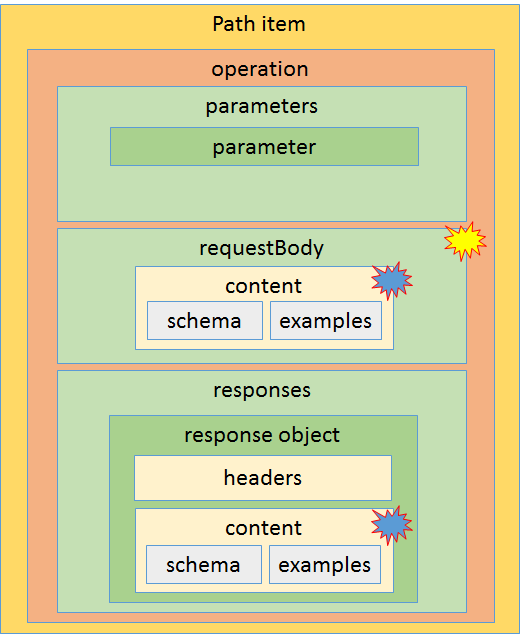 Path item
operation
parameters
parameter
requestBody
content
schema examples
responses
response object
headers
content
schema examples